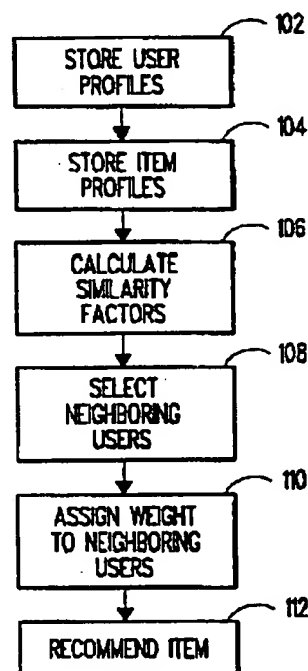 102
STORE USER
PROFILES
104
STORE ITEM
PROFILES
106
CALCULATE
SIMILARITY
FACTORS
108
SELECT
NEIGHBORING
USERS
110
ASSIGN WEIGHT
TO NEIGHBORING
USERS
112
RECOMMEND ITEM